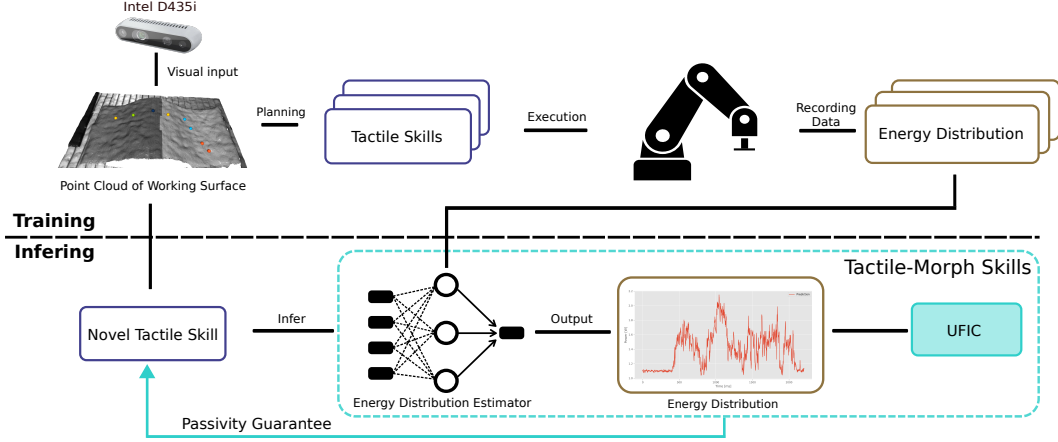 Intel D435i
Visual input
Planning
Tactile Skills
Execution
Recording
Data
Energy Distribution
Point Cloud of Working Surface
Training
Infering
Tactile-Morph Skills
Novel Tactile Skill
Infer
Output
UFIC
Energy Distribution Estimator
Energy Distribution
Passivity Guarantee